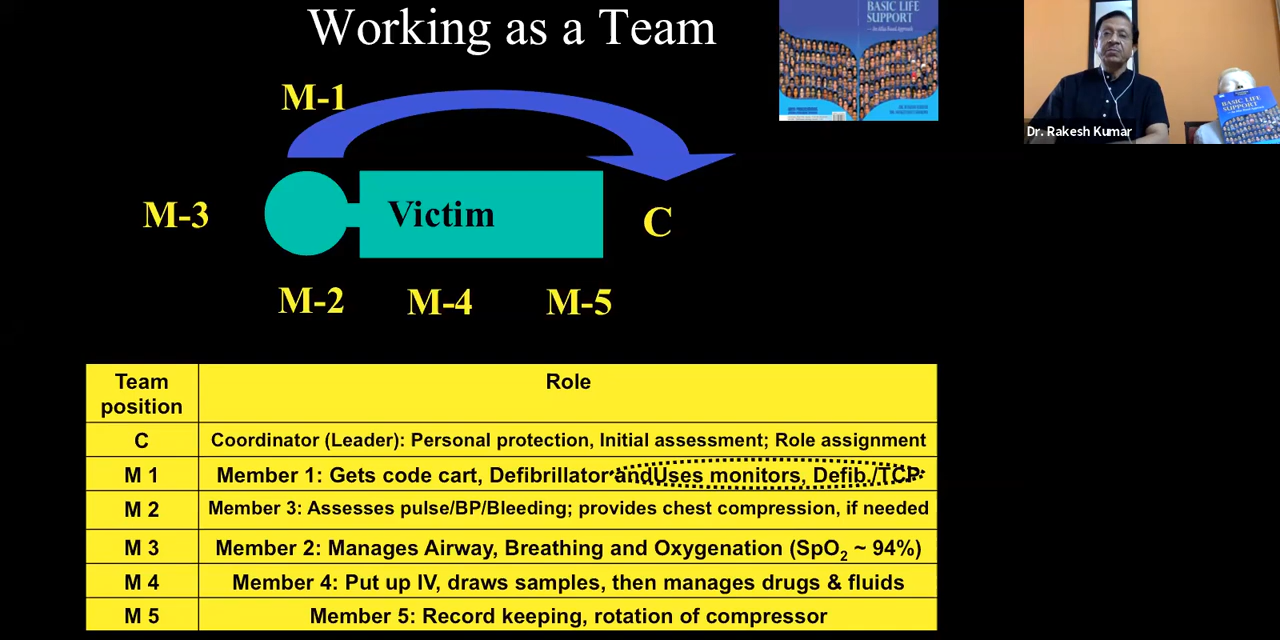 Working as a Team
BASIC LIFE
SUPPORT
M-1
BASIC LIFE
SUPPORT
Dr. Rakesh Kumar
M-3
Victim
C
M-2
M-4
M-5
Team position
Role
C
Coordinator (Leader): Personal protection, Initial assessment; Role assignment
M 1
Member 1: Gets code cart, Defibrillator andUses monitors, Defib./TCP
M 2
Member 3: Assesses pulse/BP/Bleeding; provides chest compression, if needed
M 3
Member 2: Manages Airway, Breathing and Oxygenation (SpO2 ~ 94%)
M 4
Member 4: Put up IV, draws samples, then manages drugs & fluids
M 5
Member 5: Record keeping, rotation of compressor